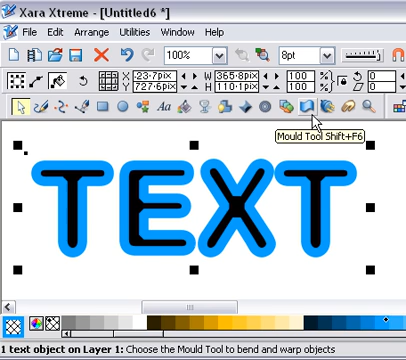 Xara Xtreme - [Untitled6 *]
File Edit Arrange Utilities Window Help
100% 8pt
X -23·7pix W 365·8pix 100 % 0
Y 727·6pix H 110·1pix 100 % 0
Aa
Mould Tool Shift+F6
TEXT
1 text object on Layer 1: Choose the Mould Tool to bend and warp objects